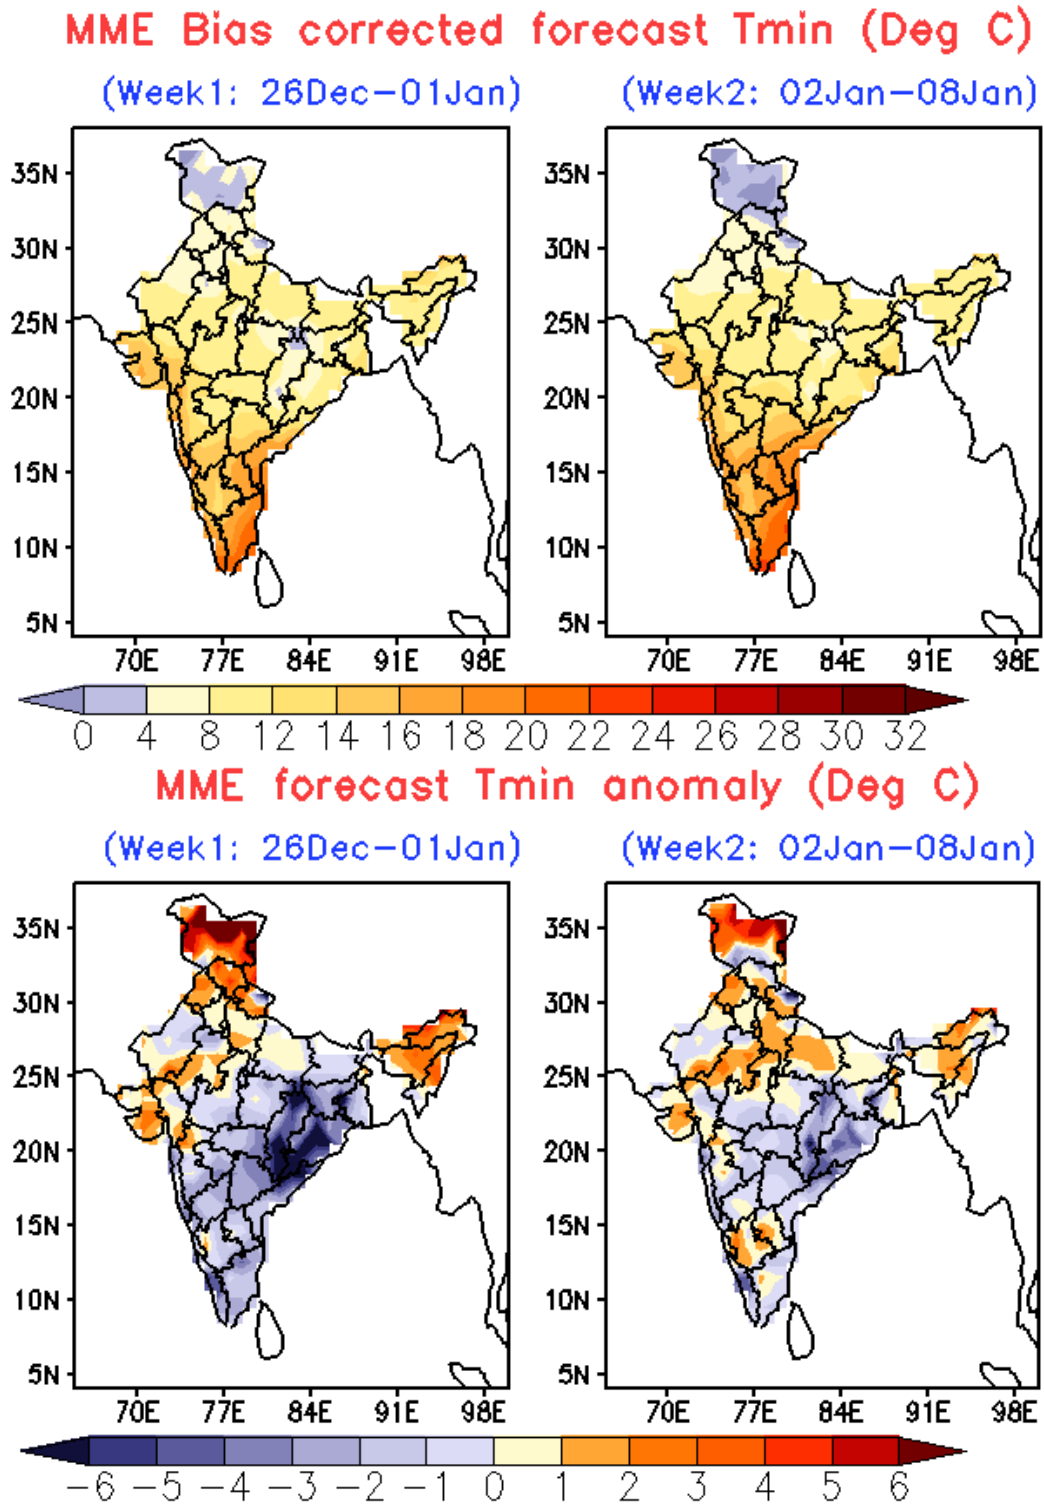 MME Bias corrected forecast Tmin (Deg C)
(Week1: 26Dec–01Jan) (Week2: 02Jan–08Jan)
35N 35N
30N 30N
25N 25N
20N 20N
15N 15N
10N 10N
5N 5N
70E 77E 84E 91E 98E 70E 77E 84E 91E 98E
0 4 8 12 14 16 18 20 22 24 26 28 30 32
MME forecast Tmin anomaly (Deg C)
(Week1: 26Dec–01Jan) (Week2: 02Jan–08Jan)
35N 35N
30N 30N
25N 25N
20N 20N
15N 15N
10N 10N
5N 5N
70E 77E 84E 91E 98E 70E 77E 84E 91E 98E
−6 −5 −4 −3 −2 −1 0 1 2 3 4 5 6